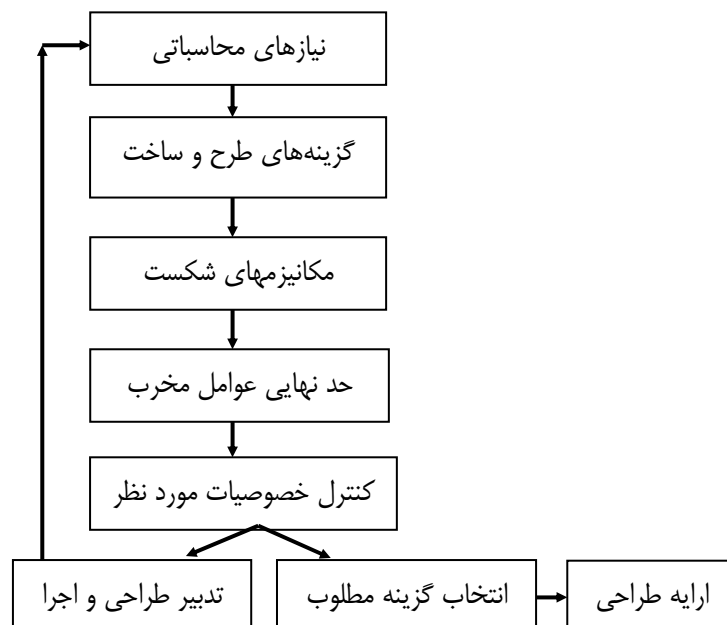 نیازهای محاسباتی
گزینه‌های طرح و ساخت
مکانیزمهای شکست
حد نهایی عوامل مخرب
کنترل خصوصیات مورد نظر
تدبیر طراحی و اجرا
انتخاب گزینه مطلوب
ارایه طراحی